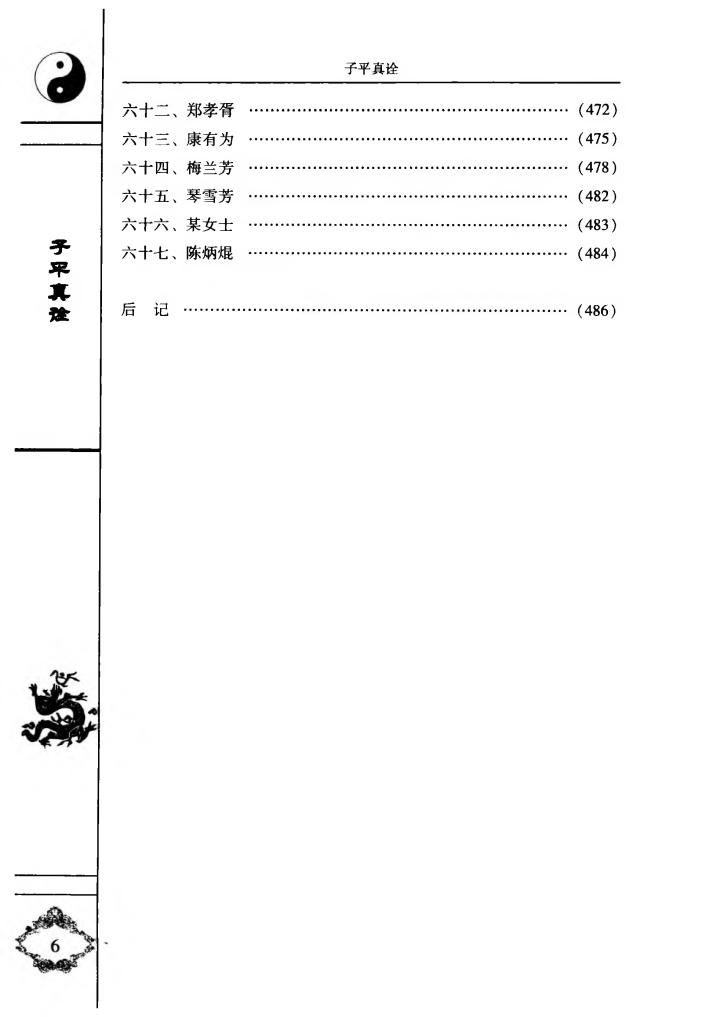 子平真诠
六十二、郑孝胥 ………………………………………………… (472)
六十三、康有为 ………………………………………………… (475)
六十四、梅兰芳 ………………………………………………… (478)
六十五、琴雪芳 ………………………………………………… (482)
六十六、某女士 ………………………………………………… (483)
六十七、陈炳焜 ………………………………………………… (484)
后 记 …………………………………………………………… (486)
子平真诠
6